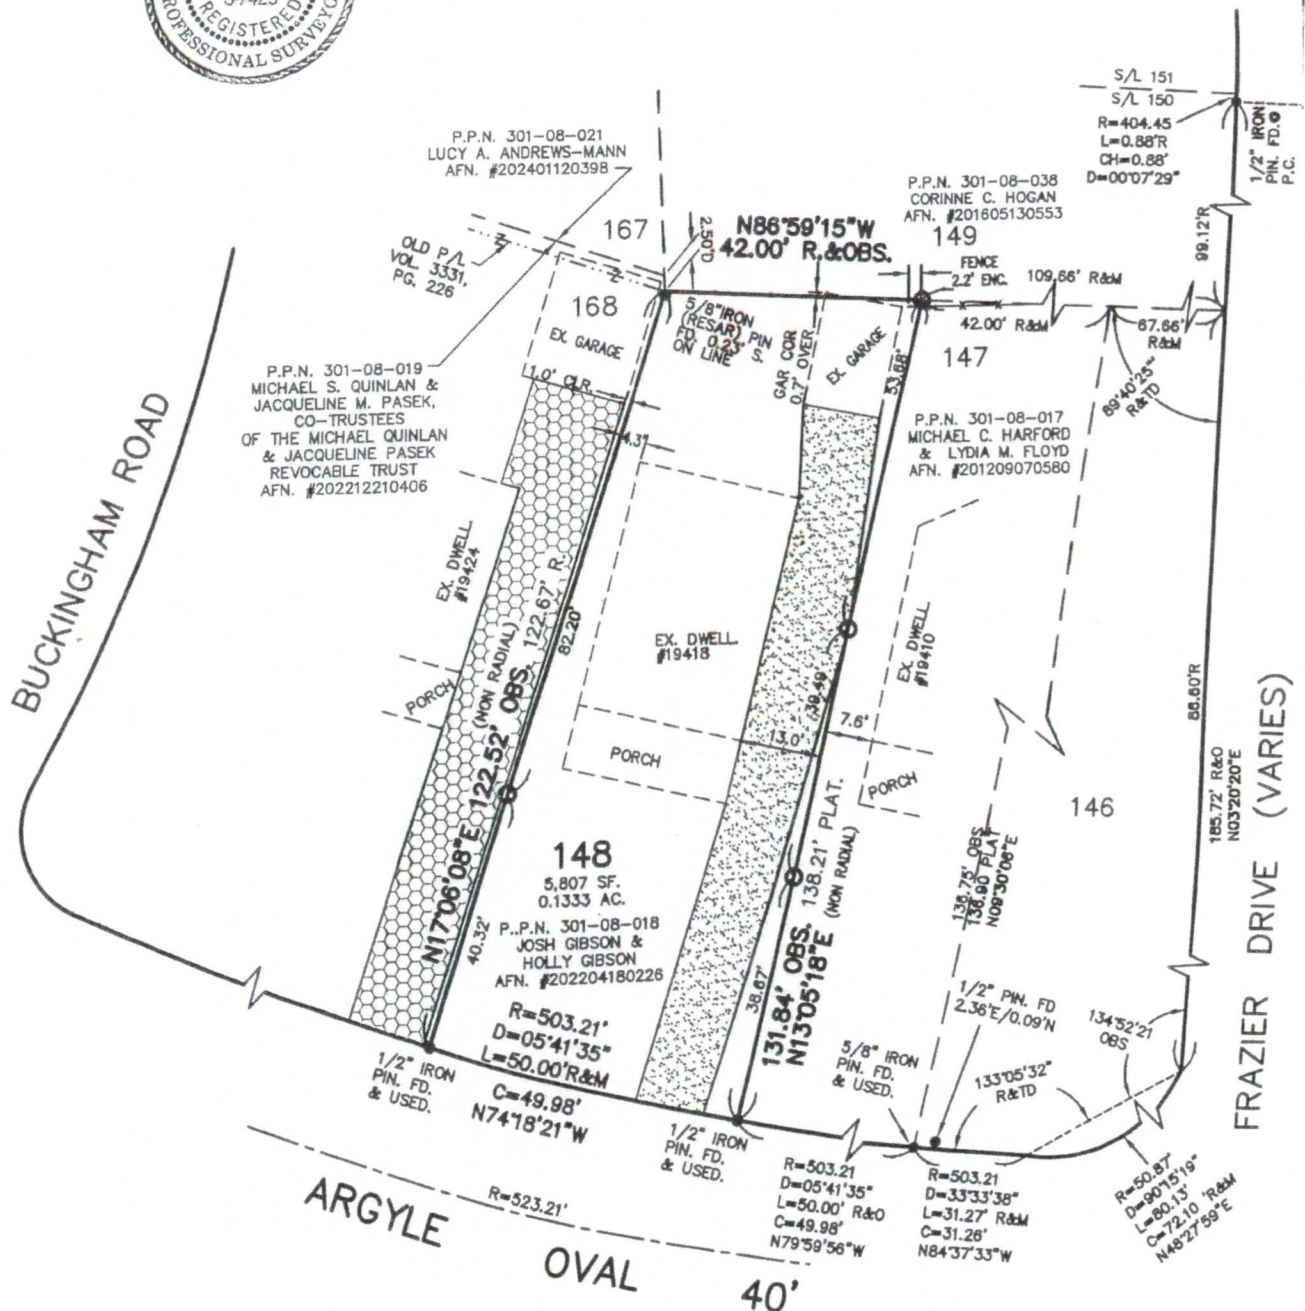 REGISTERED
PROFESSIONAL SURVEYO
S/L 151
S/L 150
R=404.45
L=0.88'R
CH=0.88'
D=00°07'29"
1/2" IRON
PIN. FD.
P.C.
P.P.N. 301-08-021
LUCY A. ANDREWS-MANN
AFN. #202401120398
P.P.N. 301-08-038
CORINNE C. HOGAN
AFN. #201605130553
167
149
2.50'D
N86°59'15"W
42.00' R.&OBS.
99.12'R
OLD P/L
VOL. 3331,
PG. 226
FENCE
2.2' ENC.
109.66' R&M
42.00' R&M
67.66'
R&M
168
EX. GARAGE
5/8"IRON
(RESAR) PIN
FD. 0.23' S.
ON LINE
GAR COR
0.7' OVER
EX. GARAGE
53.68'
147
89°40'25"
R&TD
P.P.N. 301-08-019
MICHAEL S. QUINLAN &
JACQUELINE M. PASEK,
CO-TRUSTEES
OF THE MICHAEL QUINLAN
& JACQUELINE PASEK
REVOCABLE TRUST
AFN. #202212210406
1.0' CLR.
4.3'
P.P.N. 301-08-017
MICHAEL C. HARFORD
& LYDIA M. FLOYD
AFN. #201209070580
BUCKINGHAM ROAD
EX. DWELL.
#19424
PORCH
N17°06'08"E 122.52' OBS. 122.67' R.
(NON RADIAL)
82.20'
40.32'
EX. DWELL.
#19418
PORCH
13.0'
39.49'
7.6'
EX. DWELL.
#19410
PORCH
146
86.60'R
185.72' R&O
N03°20'20"E
FRAZIER DRIVE (VARIES)
148
5,807 SF.
0.1333 AC.
P..P.N. 301-08-018
JOSH GIBSON &
HOLLY GIBSON
AFN. #202204180226
131.84' OBS. 138.21' PLAT.
N13°05'18"E (NON RADIAL)
38.67'
136.75' OBS
136.90 PLAT
N09°30'06"E
1/2" PIN. FD
2.36'E/0.09'N
134°52'21
OBS
133°05'32"
R&TD
5/8" IRON
PIN. FD.
& USED.
R=503.21'
D=05°41'35"
L=50.00'R&M
C=49.98'
N74°18'21"W
1/2" IRON
PIN. FD.
& USED.
1/2" IRON
PIN. FD.
& USED.
R=503.21
D=05°41'35"
L=50.00' R&O
C=49.98'
N79°59'56"W
R=503.21
D=33°33'38"
L=31.27' R&M
C=31.26'
N84°37'33"W
R=50.87'
D=90°15'19"
L=80.13'
C=72.10 'R&M
N48°27'59"E
R=523.21'
ARGYLE OVAL 40'